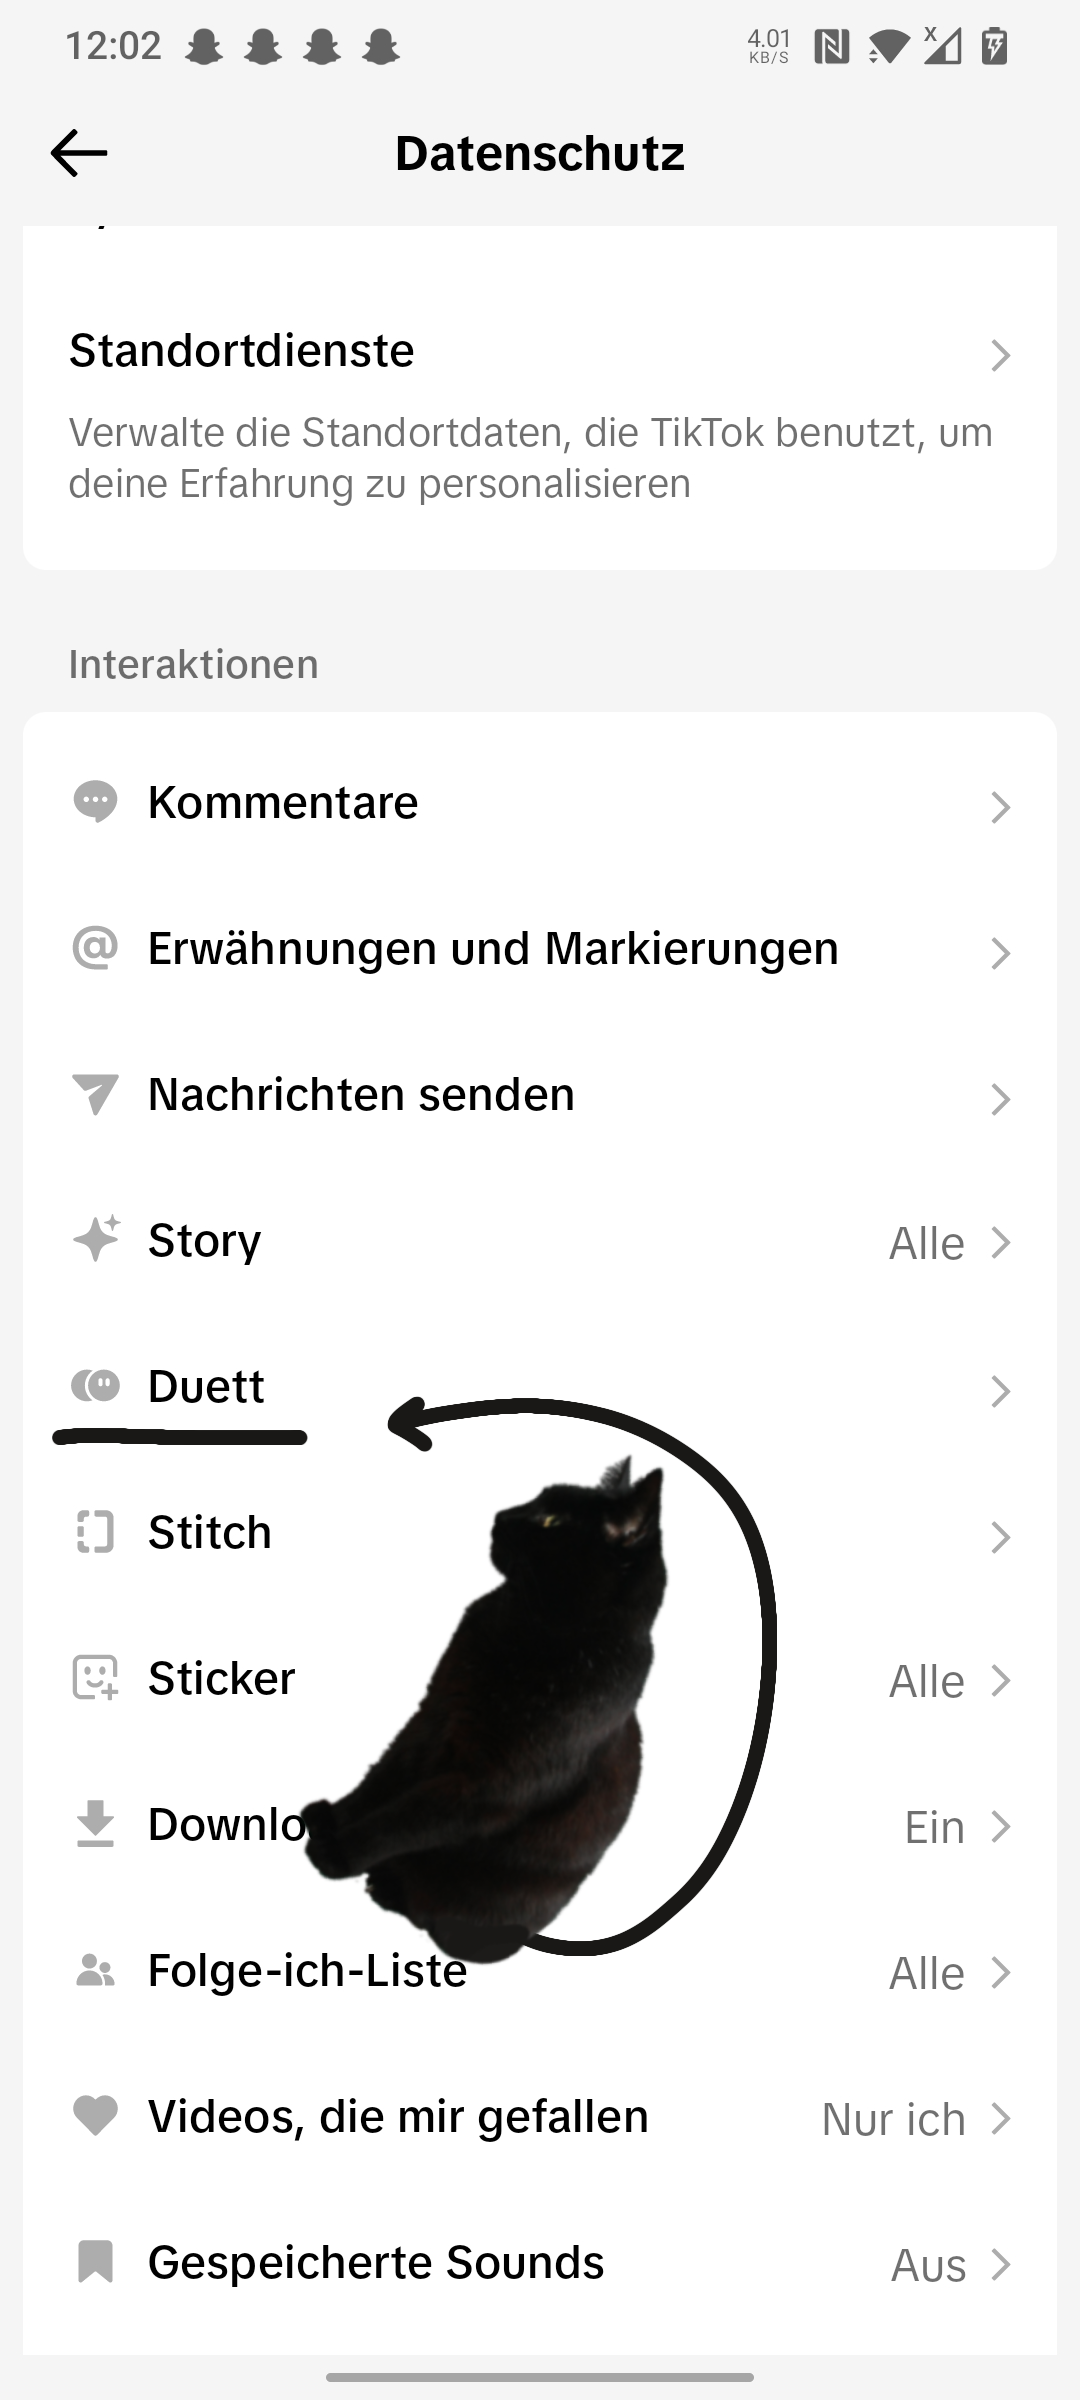 12:02
4.01
KB/S
X
Datenschutz
Standortdienste
Verwalte die Standortdaten, die TikTok benutzt, um
deine Erfahrung zu personalisieren
Interaktionen
Kommentare
Erwähnungen und Markierungen
Nachrichten senden
Story Alle
Duett
Stitch
Sticker Alle
Downlo Ein
Folge-ich-Liste Alle
Videos, die mir gefallen Nur ich
Gespeicherte Sounds Aus